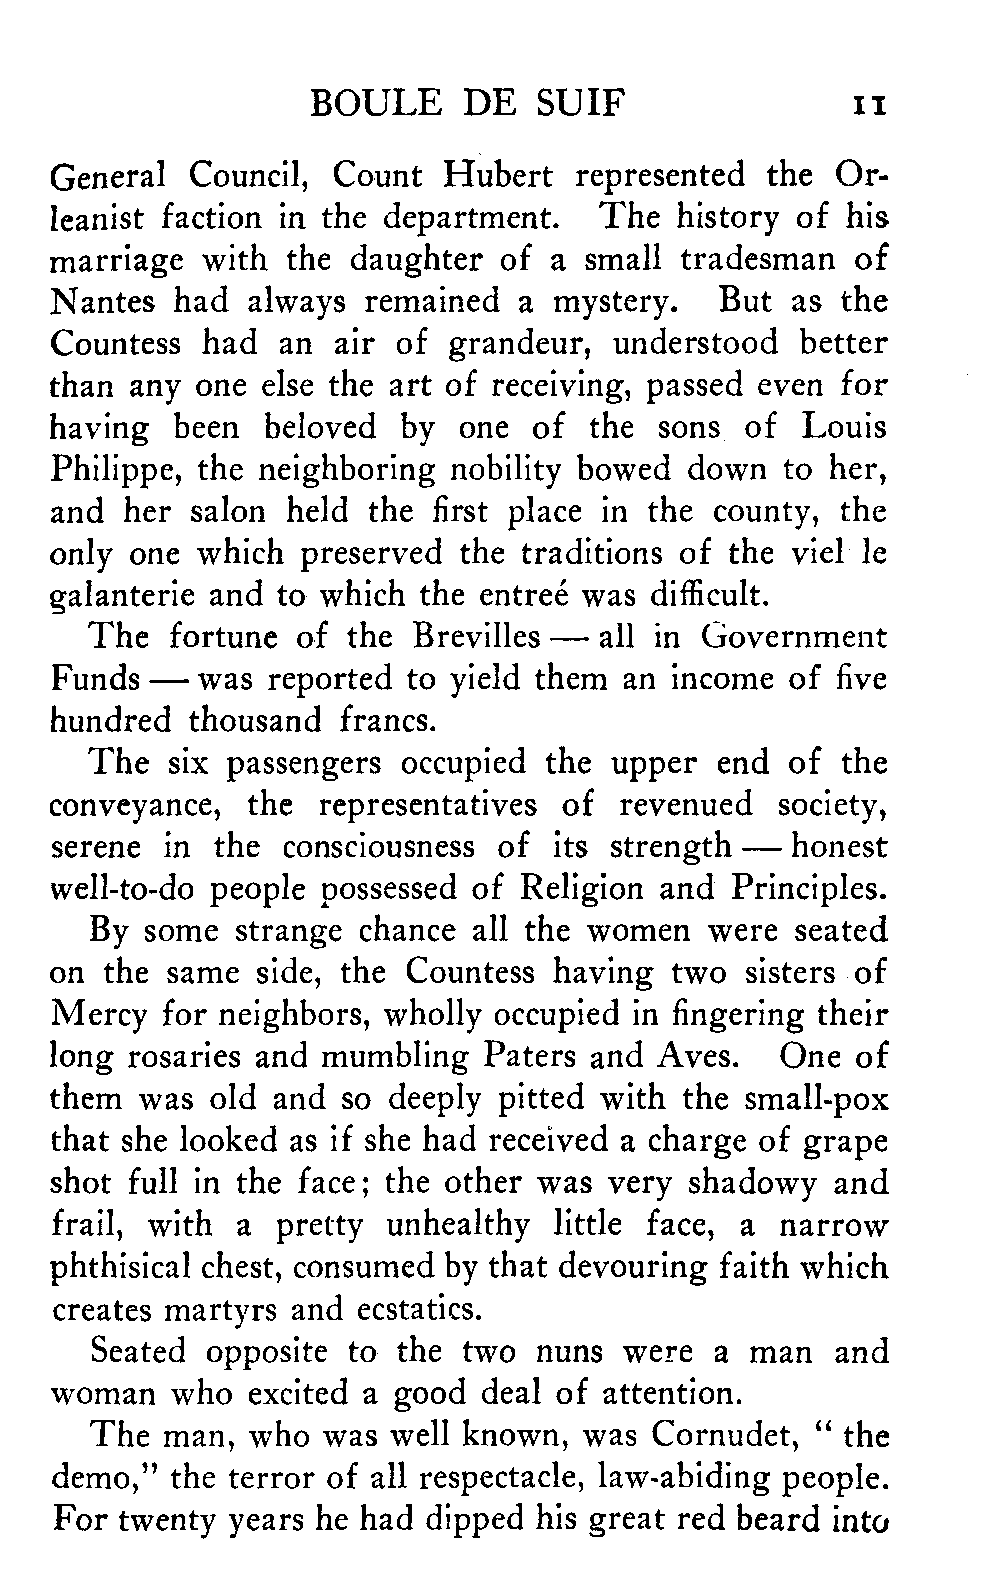 BOULE DE SUIF 11
General Council, Count Hubert represented the Or-
leanist faction in the department. The history of his
marriage with the daughter of a small tradesman of
Nantes had always remained a mystery. But as the
Countess had an air of grandeur, understood better
than any one else the art of receiving, passed even for
having been beloved by one of the sons of Louis
Philippe, the neighboring nobility bowed down to her,
and her salon held the first place in the county, the
only one which preserved the traditions of the viel le
galanterie and to which the entreé was difficult.
The fortune of the Brevilles — all in Government
Funds — was reported to yield them an income of five
hundred thousand francs.
The six passengers occupied the upper end of the
conveyance, the representatives of revenued society,
serene in the consciousness of its strength — honest
well-to-do people possessed of Religion and Principles.
By some strange chance all the women were seated
on the same side, the Countess having two sisters of
Mercy for neighbors, wholly occupied in fingering their
long rosaries and mumbling Paters and Aves. One of
them was old and so deeply pitted with the small-pox
that she looked as if she had received a charge of grape
shot full in the face; the other was very shadowy and
frail, with a pretty unhealthy little face, a narrow
phthisical chest, consumed by that devouring faith which
creates martyrs and ecstatics.
Seated opposite to the two nuns were a man and
woman who excited a good deal of attention.
The man, who was well known, was Cornudet, “ the
demo,” the terror of all respectacle, law-abiding people.
For twenty years he had dipped his great red beard into